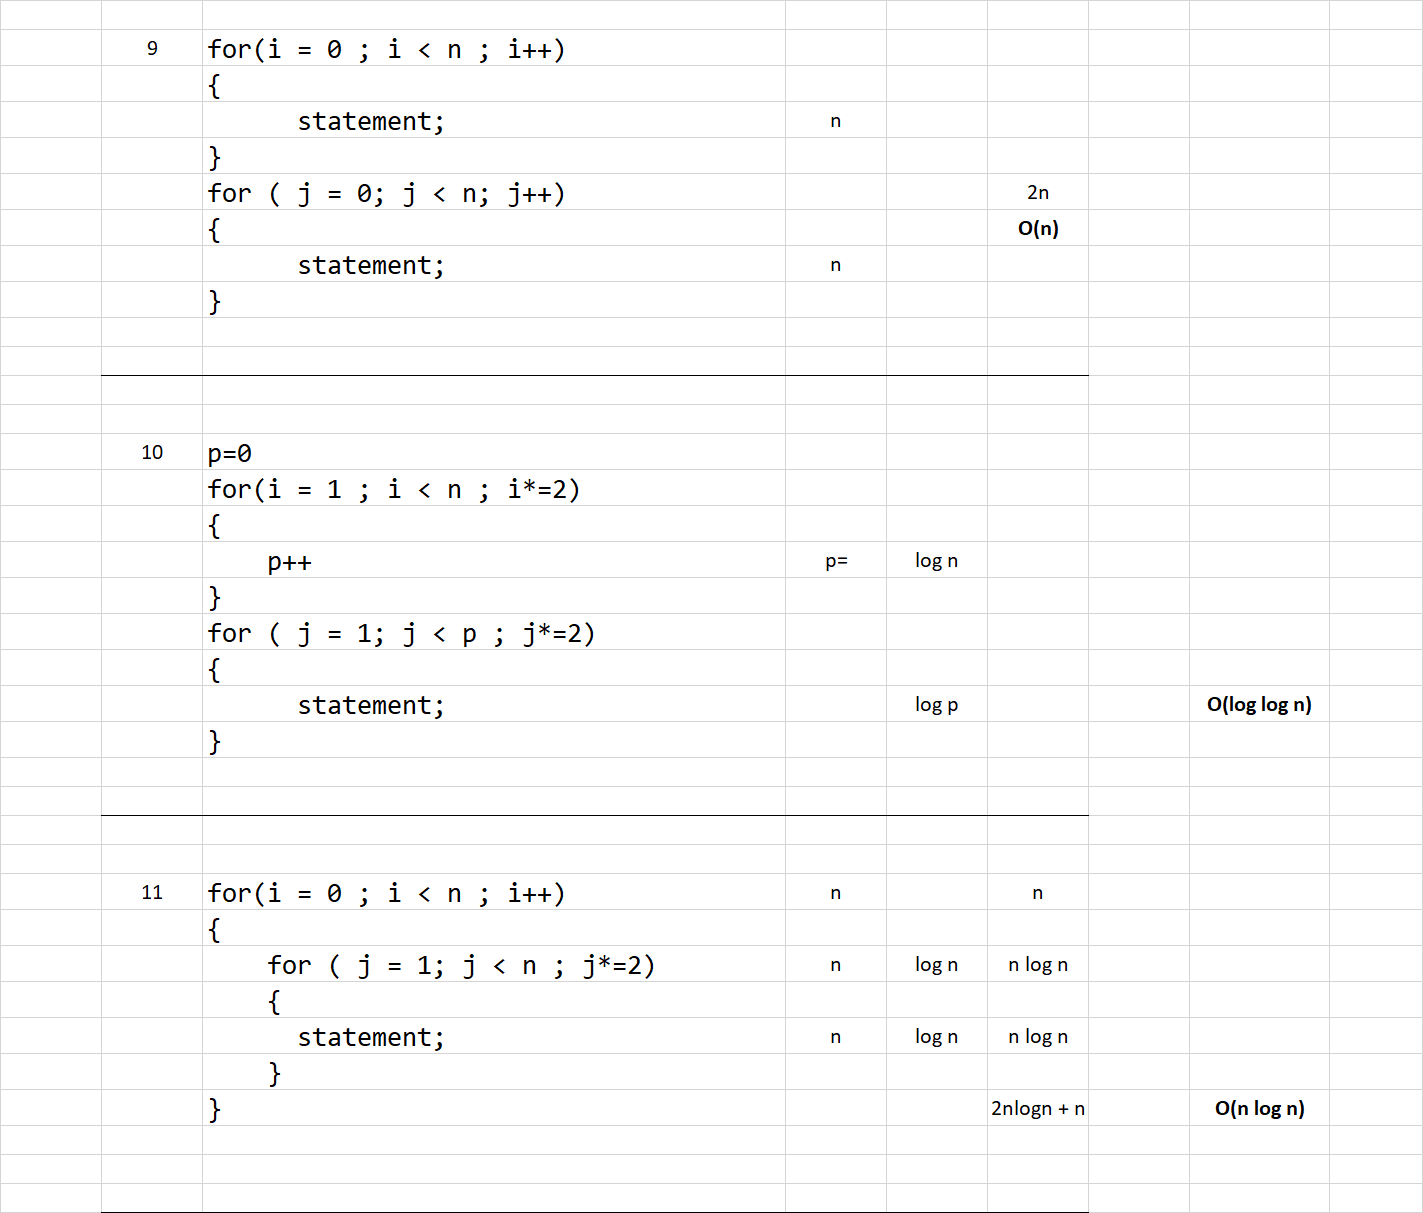 9 for(i = 0 ; i < n ; i++)
{
statement; n
}
for ( j = 0; j < n; j++) 2n
{ O(n)
statement; n
}
10 p=0
for(i = 1 ; i < n ; i*=2)
{
p++ p= log n
}
for ( j = 1; j < p ; j*=2)
{
statement; log p O(log log n)
}
11 for(i = 0 ; i < n ; i++) n n
{
for ( j = 1; j < n ; j*=2) n log n n log n
{
statement; n log n n log n
}
} 2nlogn + n O(n log n)